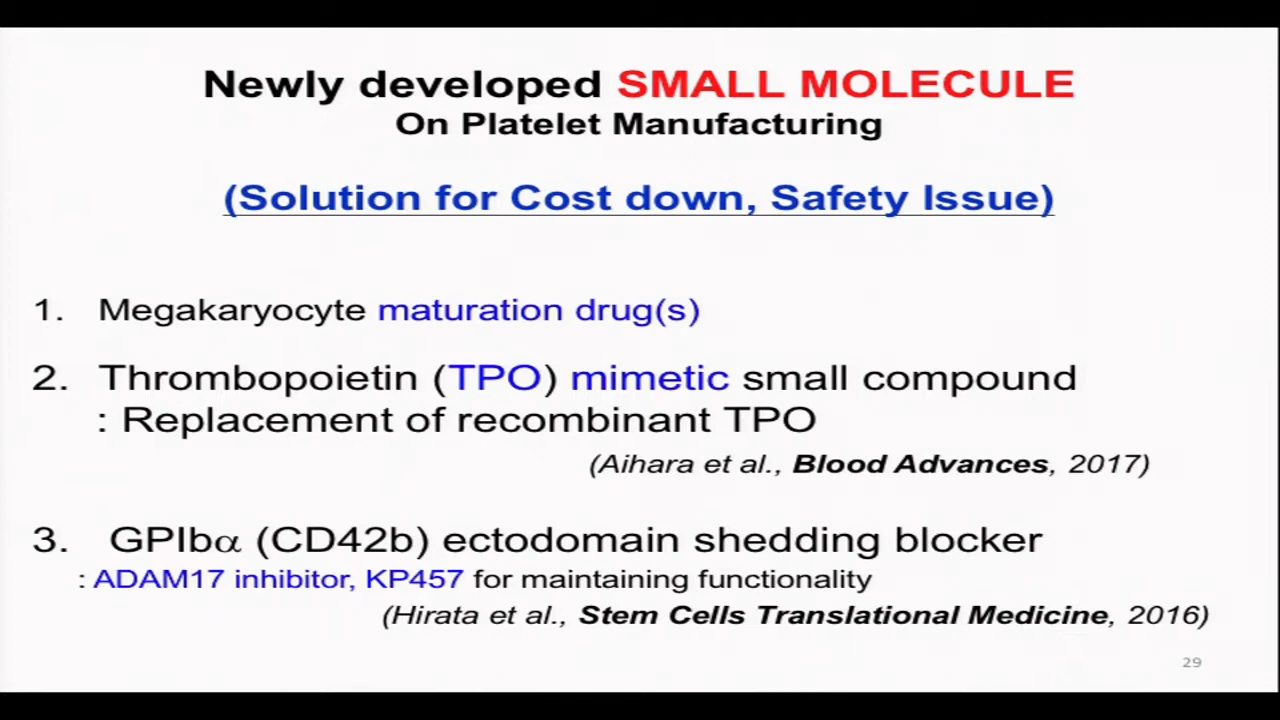 Newly developed SMALL MOLECULE
On Platelet Manufacturing
(Solution for Cost down, Safety Issue)
1. Megakaryocyte maturation drug(s)
2. Thrombopoietin (TPO) mimetic small compound
: Replacement of recombinant TPO
(Aihara et al., Blood Advances, 2017)
3. GPIbα (CD42b) ectodomain shedding blocker
: ADAM17 inhibitor, KP457 for maintaining functionality
(Hirata et al., Stem Cells Translational Medicine, 2016)
29